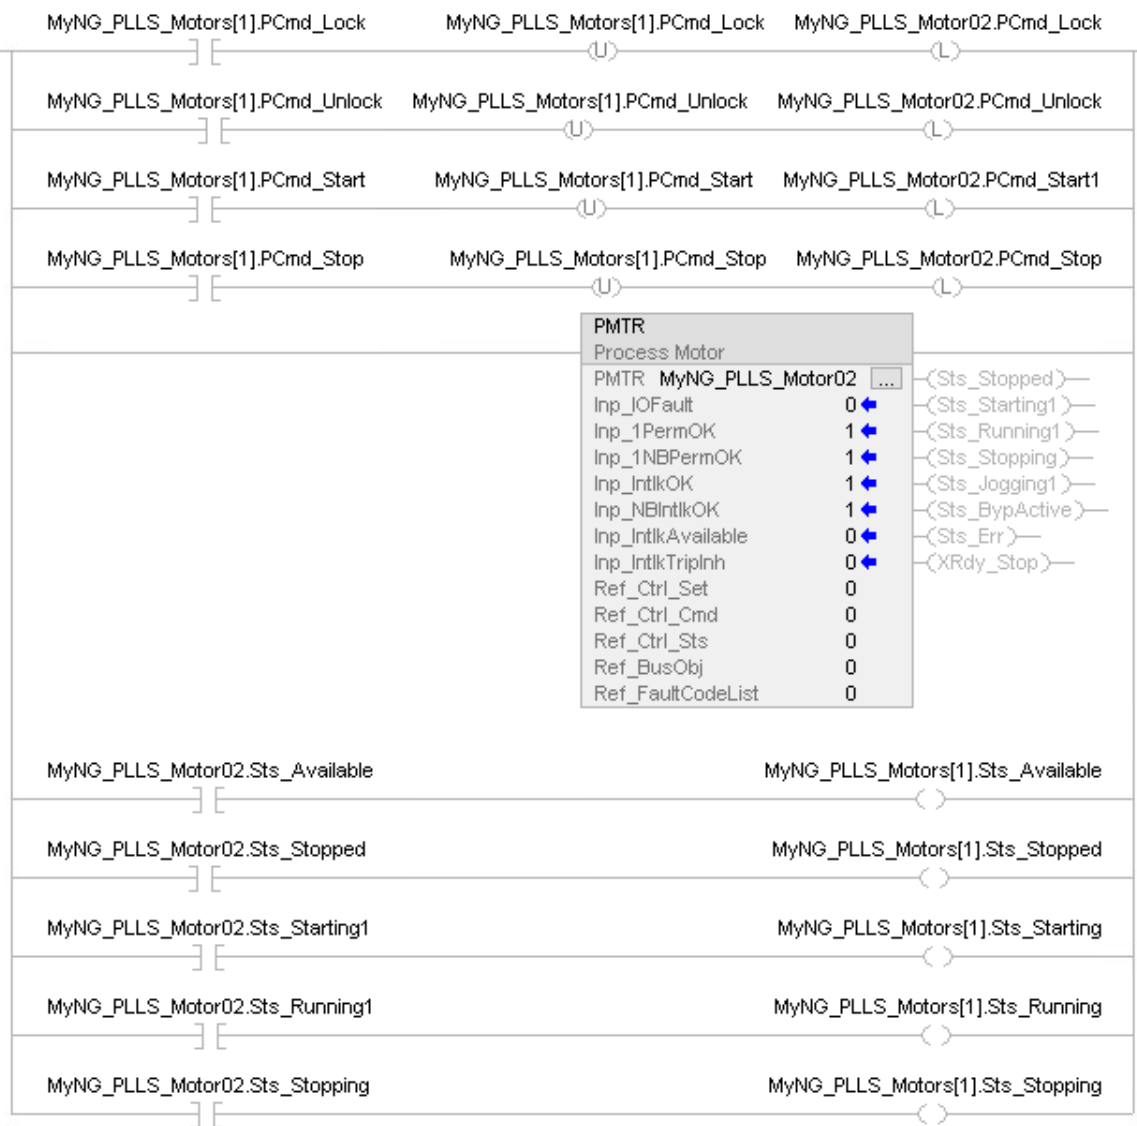 MyNG_PLLS_Motors[1].PCmd_Lock MyNG_PLLS_Motors[1].PCmd_Lock MyNG_PLLS_Motor02.PCmd_Lock
U L
MyNG_PLLS_Motors[1].PCmd_Unlock MyNG_PLLS_Motors[1].PCmd_Unlock MyNG_PLLS_Motor02.PCmd_Unlock
U L
MyNG_PLLS_Motors[1].PCmd_Start MyNG_PLLS_Motors[1].PCmd_Start MyNG_PLLS_Motor02.PCmd_Start1
U L
MyNG_PLLS_Motors[1].PCmd_Stop MyNG_PLLS_Motors[1].PCmd_Stop MyNG_PLLS_Motor02.PCmd_Stop
U L
PMTR
Process Motor
PMTR MyNG_PLLS_Motor02 ... Sts_Stopped
Inp_IOFault 0 Sts_Starting1
Inp_1PermOK 1 Sts_Running1
Inp_1NBPermOK 1 Sts_Stopping
Inp_IntlkOK 1 Sts_Jogging1
Inp_NBIntlkOK 1 Sts_BypActive
Inp_IntlkAvailable 0 Sts_Err
Inp_IntlkTripInh 0 XRdy_Stop
Ref_Ctrl_Set 0
Ref_Ctrl_Cmd 0
Ref_Ctrl_Sts 0
Ref_BusObj 0
Ref_FaultCodeList 0
MyNG_PLLS_Motor02.Sts_Available MyNG_PLLS_Motors[1].Sts_Available
MyNG_PLLS_Motor02.Sts_Stopped MyNG_PLLS_Motors[1].Sts_Stopped
MyNG_PLLS_Motor02.Sts_Starting1 MyNG_PLLS_Motors[1].Sts_Starting
MyNG_PLLS_Motor02.Sts_Running1 MyNG_PLLS_Motors[1].Sts_Running
MyNG_PLLS_Motor02.Sts_Stopping MyNG_PLLS_Motors[1].Sts_Stopping